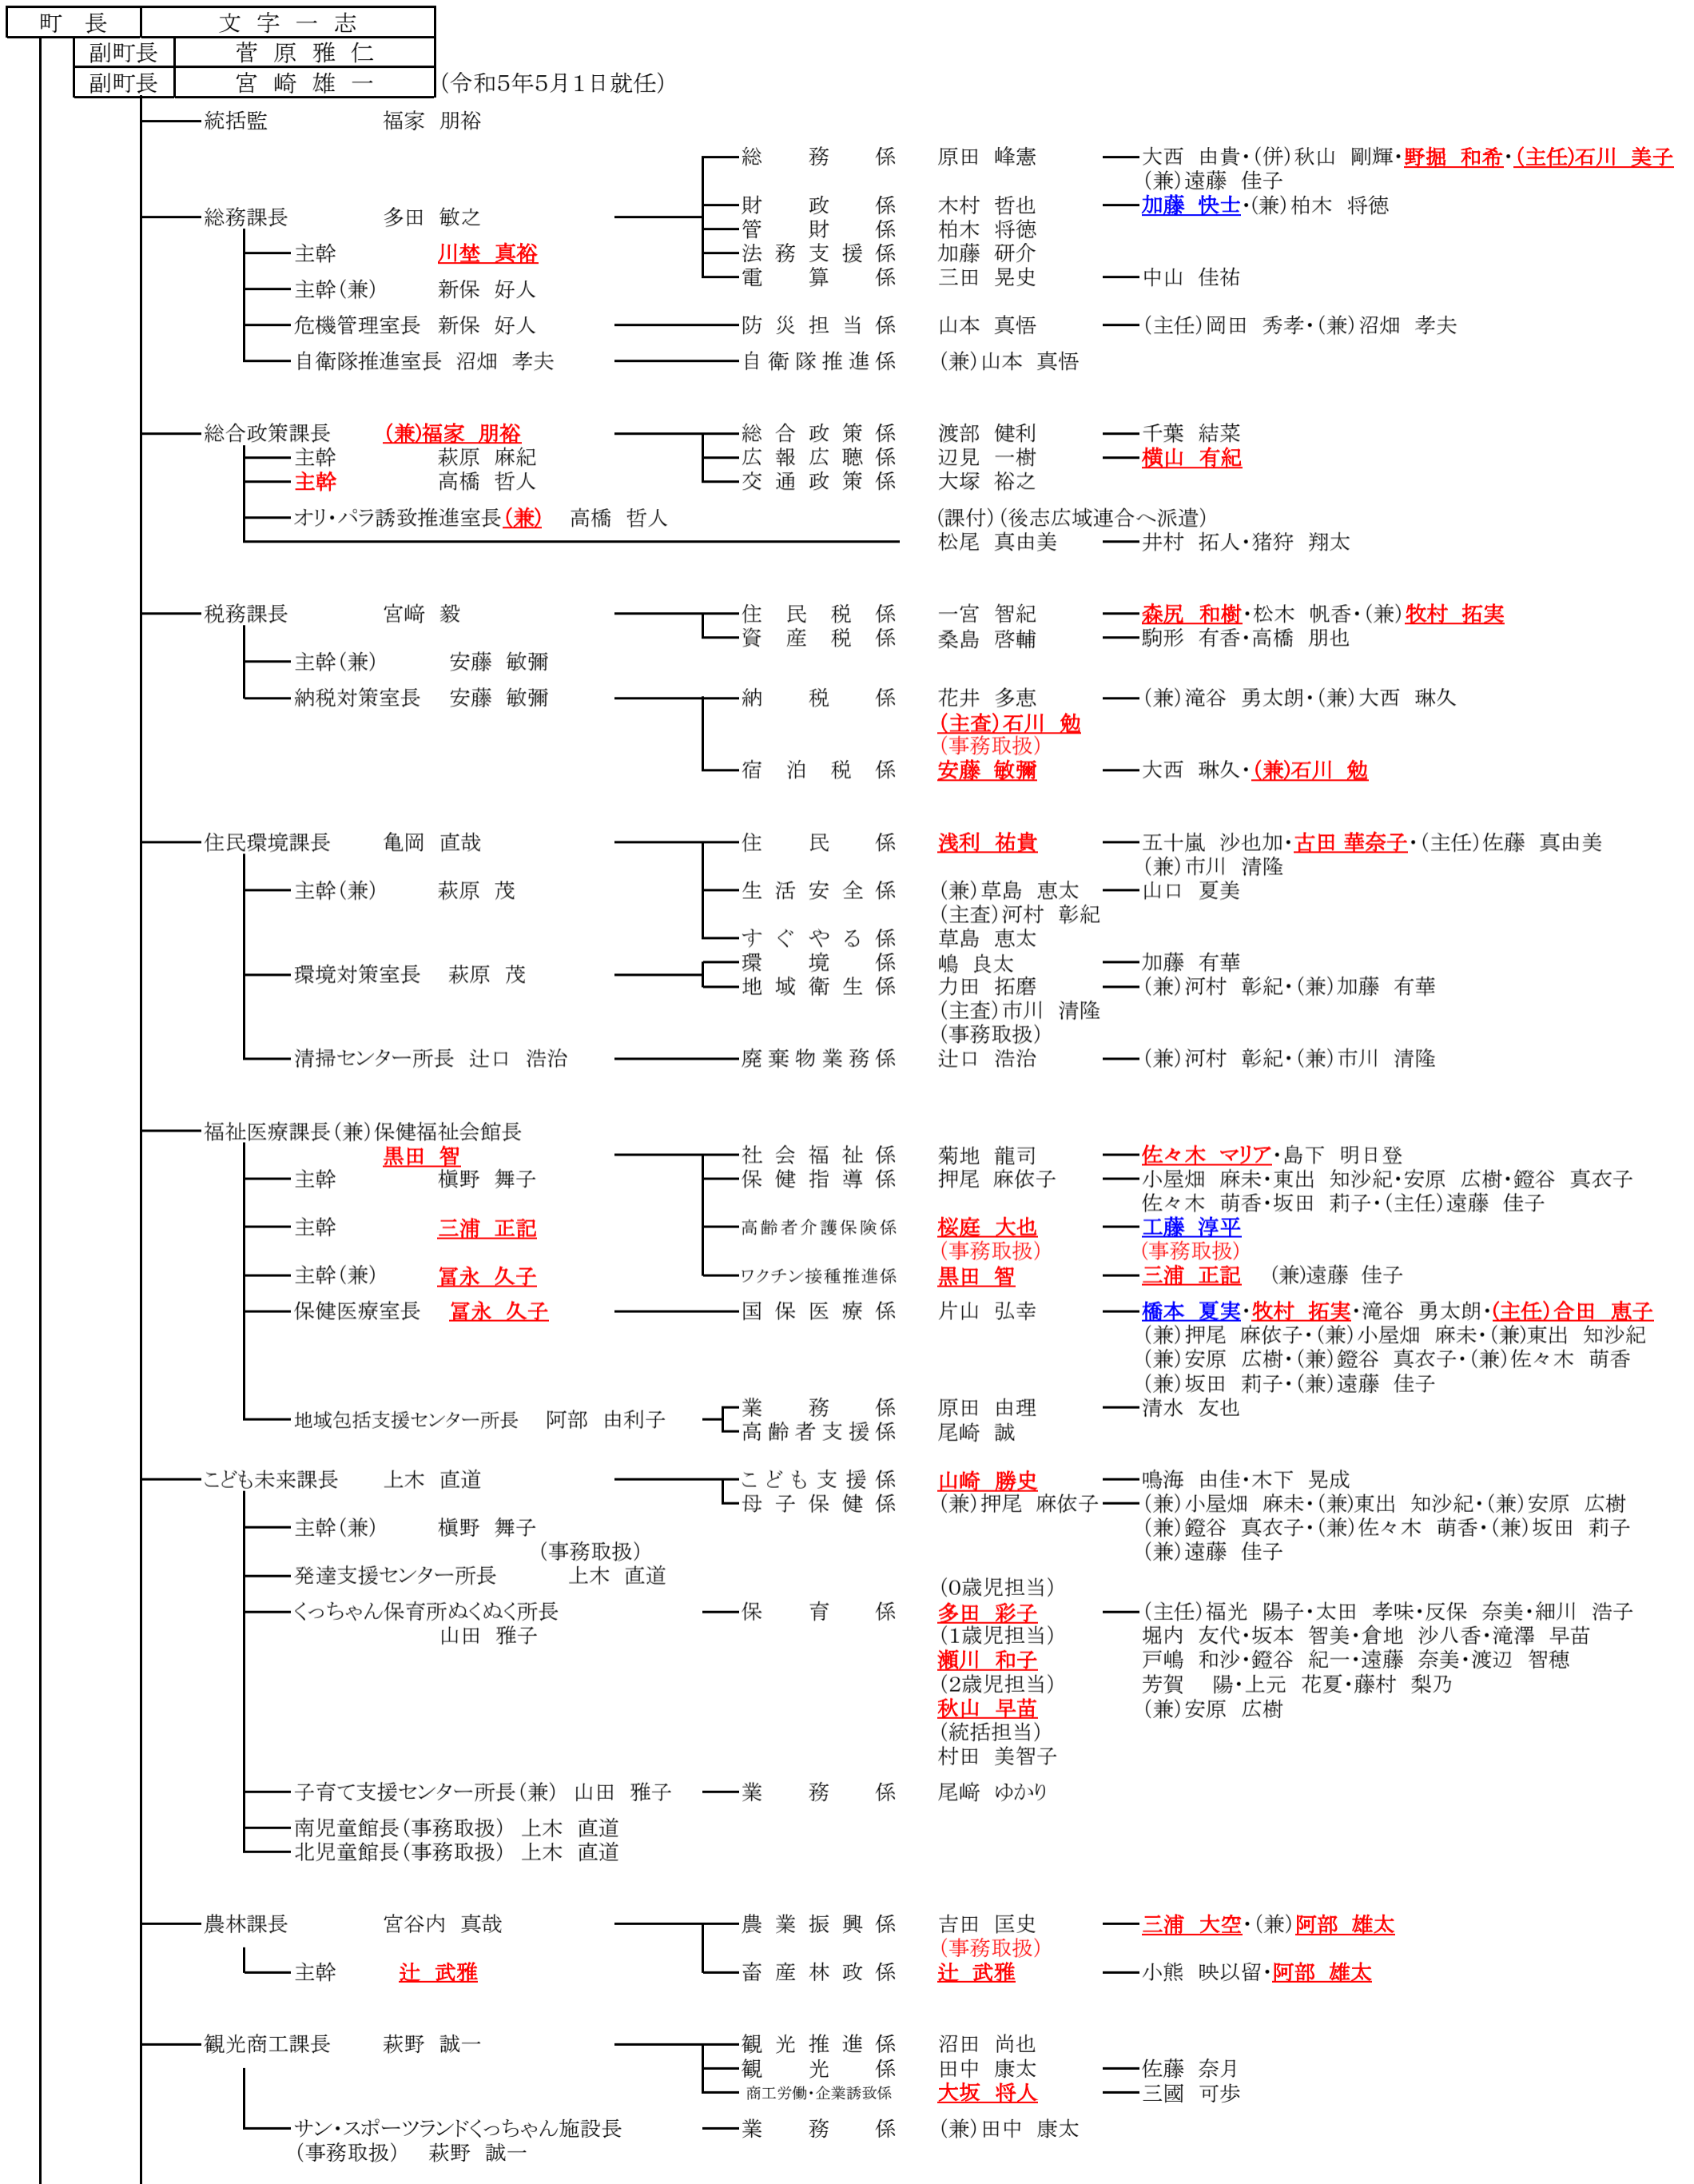 町　長　文　字　一　志
副町長　菅　原　雅　仁
副町長　宮　崎　雄　一　(令和5年5月1日就任)
統括監　福家　朋裕
総　務　係　原田　峰憲　大西　由貴・(併)秋山　剛輝・野掘　和希・(主任)石川　美子
(兼)遠藤　佳子
財　政　係　木村　哲也　加藤　快士・(兼)柏木　将徳
総務課長　多田　敏之
管　財　係　柏木　将徳
主幹　川埜　真裕　法務支援係　加藤　研介
電　算　係　三田　晃史　中山　佳祐
主幹(兼)　新保　好人
危機管理室長　新保　好人　防災担当係　山本　真悟　(主任)岡田　秀孝・(兼)沼畑　孝夫
自衛隊推進室長　沼畑　孝夫　自衛隊推進係　(兼)山本　真悟
総合政策課長　(兼)福家　朋裕　総合政策係　渡部　健利　千葉　結菜
主幹　萩原　麻紀　広報広聴係　辺見　一樹　横山　有紀
主幹　高橋　哲人　交通政策係　大塚　裕之
オリ・パラ誘致推進室長(兼)　高橋　哲人　(課付)(後志広域連合へ派遣)
松尾　真由美　井村　拓人・猪狩　翔太
税務課長　宮﨑　毅　住　民　税　係　一宮　智紀　森尻　和樹・松木　帆香・(兼)牧村　拓実
資　産　税　係　桑島　啓輔　駒形　有香・高橋　朋也
主幹(兼)　安藤　敏彌
納税対策室長　安藤　敏彌　納　税　係　花井　多恵　(兼)滝谷　勇太朗・(兼)大西　琳久
(主査)石川　勉
(事務取扱)
宿　泊　税　係　安藤　敏彌　大西　琳久・(兼)石川　勉
住民環境課長　亀岡　直哉　住　民　係　浅利　祐貴　五十嵐　沙也加・古田　華奈子・(主任)佐藤　真由美
(兼)市川　清隆
主幹(兼)　萩原　茂　生活安全係　(兼)草島　恵太　山口　夏美
(主査)河村　彰紀
すぐやる係　草島　恵太
環　境　係　嶋　良太　加藤　有華
環境対策室長　萩原　茂
地域衛生係　力田　拓磨　(兼)河村　彰紀・(兼)加藤　有華
(主査)市川　清隆
(事務取扱)
清掃センター所長　辻口　浩治　廃棄物業務係　辻口　浩治　(兼)河村　彰紀・(兼)市川　清隆
福祉医療課長(兼)保健福祉会館長
黒田　智　社会福祉係　菊地　龍司　佐々木　マリア・島下　明日登
主幹　槇野　舞子　保健指導係　押尾　麻依子　小屋畑　麻未・東出　知沙紀・安原　広樹・鐙谷　真衣子
佐々木　萌香・坂田　莉子・(主任)遠藤　佳子
主幹　三浦　正記　高齢者介護保険係　桜庭　大也　工藤　淳平
(事務取扱)　(事務取扱)
主幹(兼)　冨永　久子　ワクチン接種推進係　黒田　智　三浦　正記　(兼)遠藤　佳子
保健医療室長　冨永　久子　国保医療係　片山　弘幸　橋本　夏実・牧村　拓実・滝谷　勇太朗・(主任)合田　恵子
(兼)押尾　麻依子・(兼)小屋畑　麻未・(兼)東出　知沙紀
(兼)安原　広樹・(兼)鐙谷　真衣子・(兼)佐々木　萌香
(兼)坂田　莉子・(兼)遠藤　佳子
業　務　係　原田　由理　清水　友也
地域包括支援センター所長　阿部　由利子
高齢者支援係　尾崎　誠
こども未来課長　上木　直道　こども支援係　山崎　勝史　鳴海　由佳・木下　晃成
母子保健係　(兼)押尾　麻依子　(兼)小屋畑　麻未・(兼)東出　知沙紀・(兼)安原　広樹
主幹(兼)　槇野　舞子　(兼)鐙谷　真衣子・(兼)佐々木　萌香・(兼)坂田　莉子
(事務取扱)　(兼)遠藤　佳子
発達支援センター所長　上木　直道
(0歳児担当)
くっちゃん保育所ぬくぬく所長　保　育　係　多田　彩子　(主任)福光　陽子・太田　孝味・反保　奈美・細川　浩子
山田　雅子　(1歳児担当)　堀内　友代・坂本　智美・倉地　沙八香・滝澤　早苗
瀬川　和子　戸嶋　和沙・鐙谷　紀一・遠藤　奈美・渡辺　智穂
(2歳児担当)　芳賀　陽・上元　花夏・藤村　梨乃
秋山　早苗　(兼)安原　広樹
(統括担当)
村田　美智子
子育て支援センター所長(兼)　山田　雅子　業　務　係　尾﨑　ゆかり
南児童館長(事務取扱)　上木　直道
北児童館長(事務取扱)　上木　直道
農林課長　宮谷内　真哉　農業振興係　吉田　匡史　三浦　大空・(兼)阿部　雄太
(事務取扱)
主幹　辻　武雅　畜産林政係　辻　武雅　小熊　映以留・阿部　雄太
観光商工課長　萩野　誠一　観光推進係　沼田　尚也
観　光　係　田中　康太　佐藤　奈月
商工労働・企業誘致係　大坂　将人　三國　可歩
サン・スポーツランドくっちゃん施設長　業　務　係　(兼)田中　康太
(事務取扱)　萩野　誠一